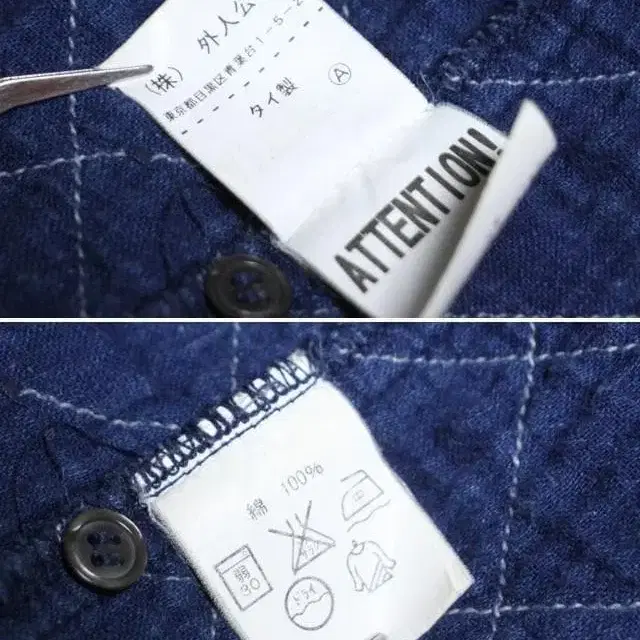 (株) 外人公
東京都目黒区青葉台1-5-2
タイ製 Ⓐ
ATTENTION!
綿 100%
弱
30